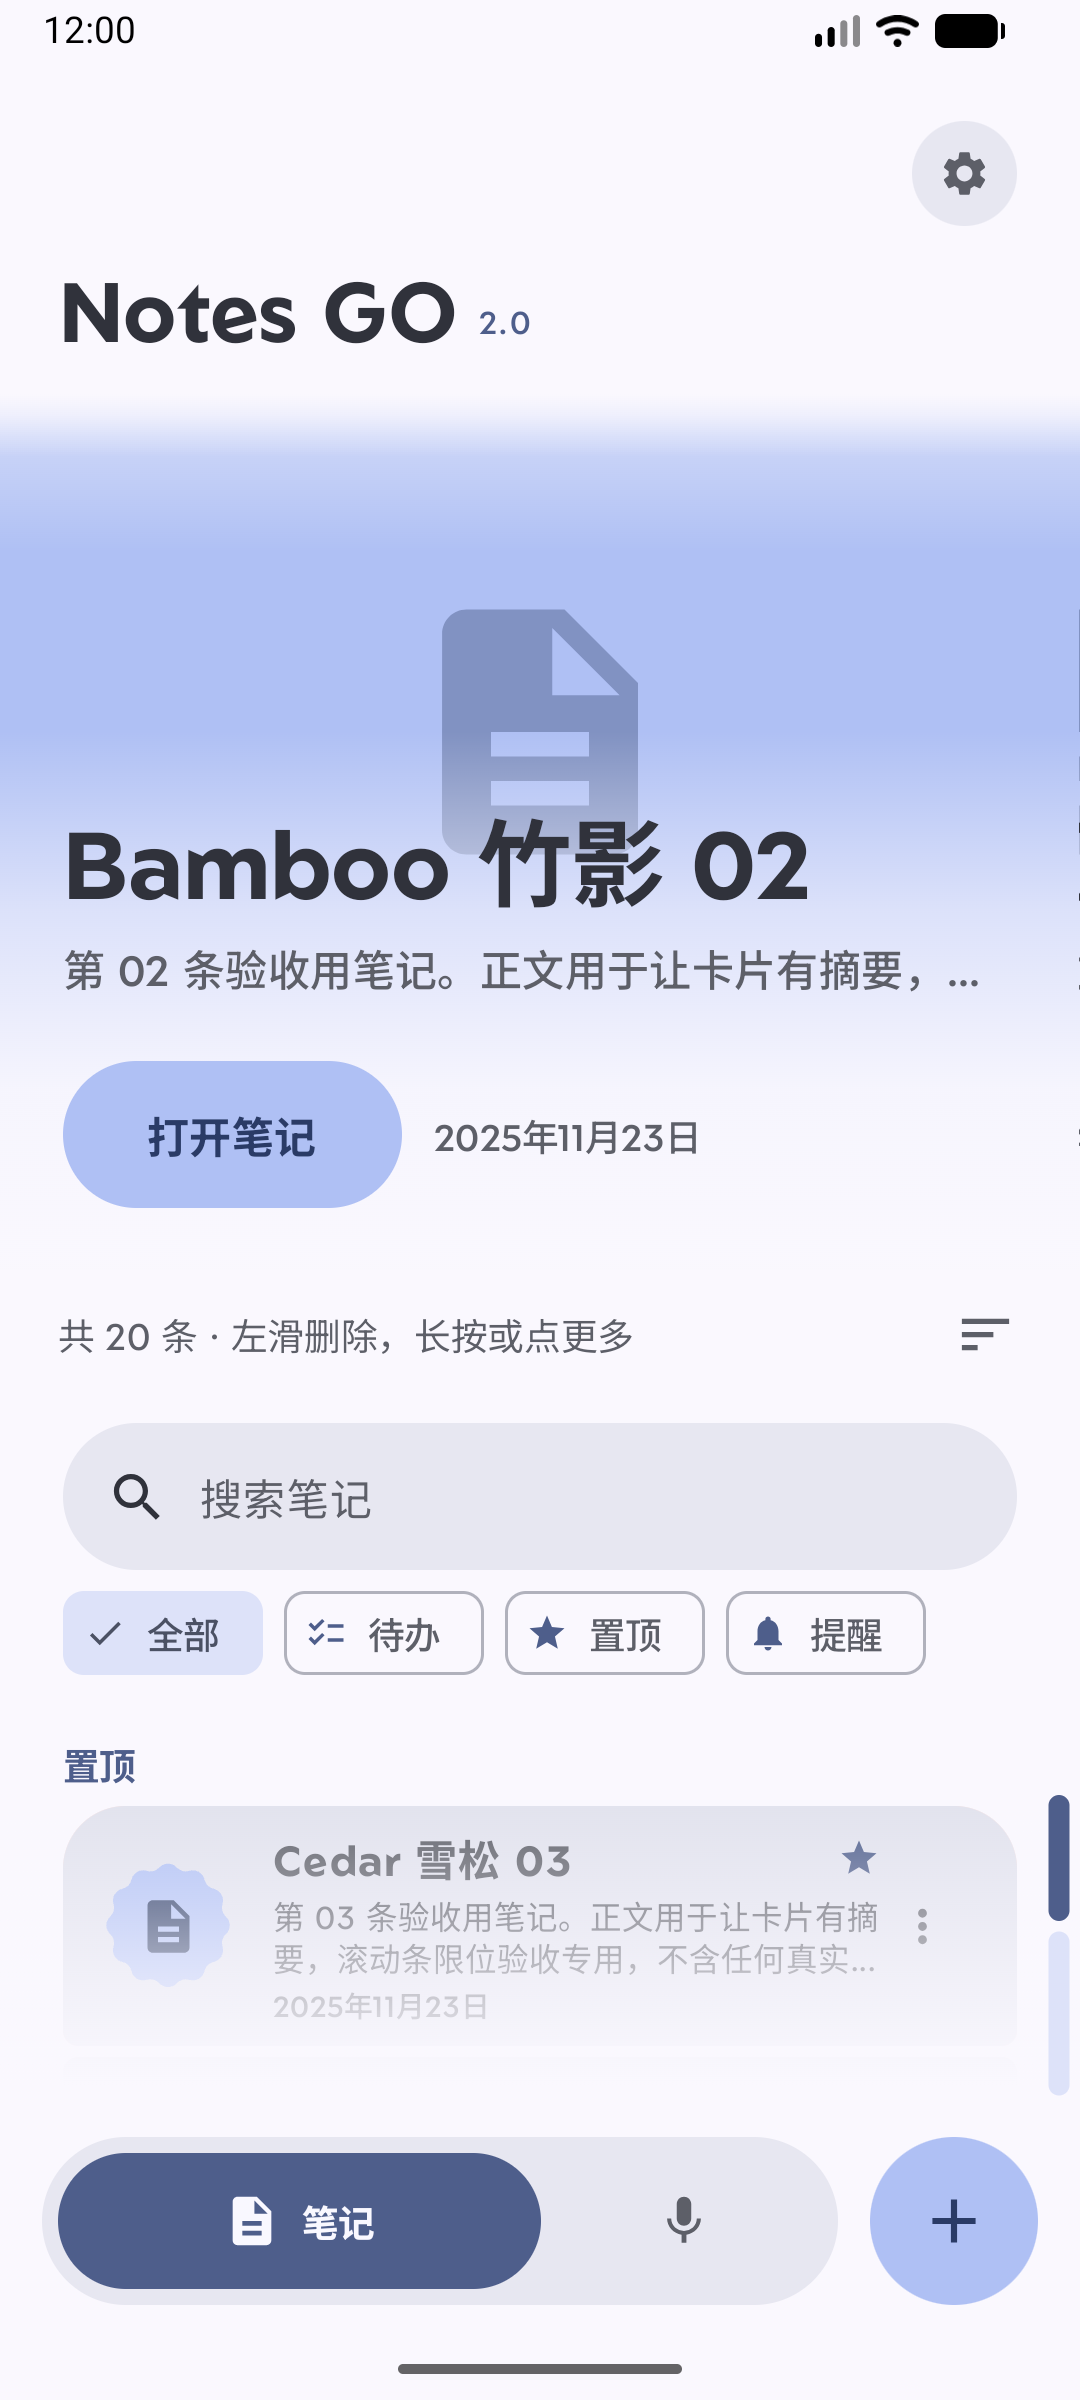 12:00
Notes GO 2.0
Bamboo 竹影 02
第 02 条验收用笔记。正文用于让卡片有摘要，...
打开笔记
2025年11月23日
共 20 条 · 左滑删除，长按或点更多
搜索笔记
全部
待办
置顶
提醒
置顶
Cedar 雪松 03
第 03 条验收用笔记。正文用于让卡片有摘
要，滚动条限位验收专用，不含任何真实...
2025年11月23日
笔记